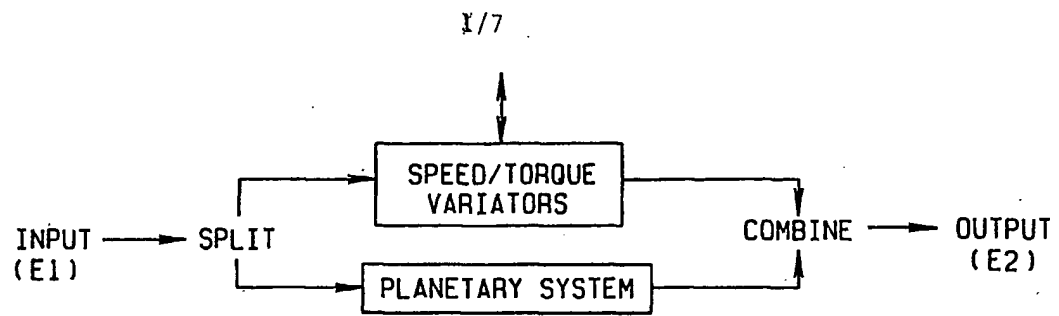 1/7
SPEED/TORQUE
VARIATORS
INPUT
(E1)
SPLIT
COMBINE
OUTPUT
(E2)
PLANETARY SYSTEM